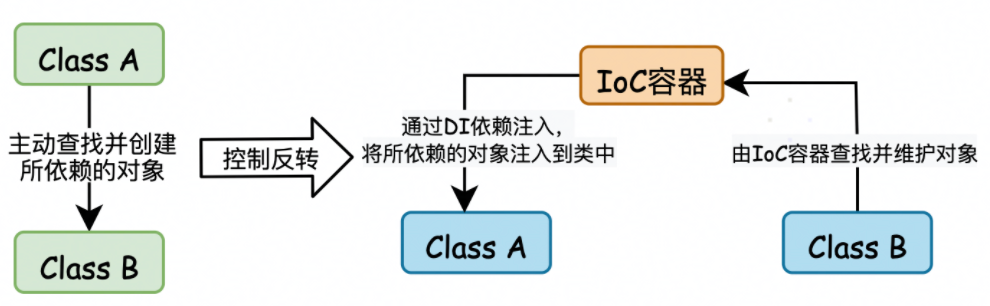 Class A
主动查找并创建
所依赖的对象
Class B
控制反转
IoC容器
通过DI依赖注入，
将所依赖的对象注入到类中
由IoC容器查找并维护对象
Class A
Class B